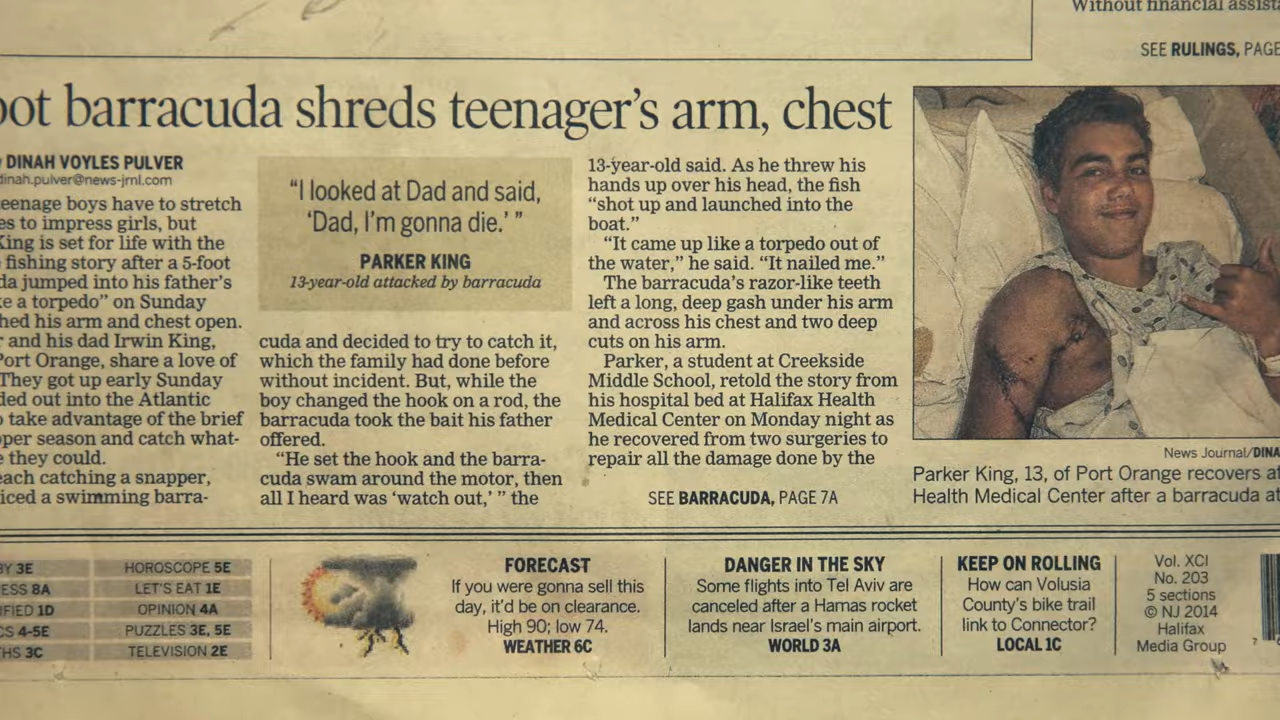 Without financial
SEE RULINGS, PAGE
barracuda shreds teenager's arm, chest
DINAH VOYLES PULVER
dinah.pulver@news-jrnl.com
boys have to stretch
to impress girls, but
King is set for life with the
fishing story after a 5-foot
jumped into his father's
a torpedo" on Sunday
his arm and chest open.
and his dad Irwin King,
Port Orange, share a love of
They got up early Sunday
out into the Atlantic
take advantage of the brief
season and catch what-
they could.
catching a snapper,
a swimming barra-
"I looked at Dad and said,
'Dad, I'm gonna die.' "
PARKER KING
13-year-old attacked by barracuda
cuda and decided to try to catch it,
which the family had done before
without incident. But, while the
boy changed the hook on a rod, the
barracuda took the bait his father
offered.
"He set the hook and the barra-
cuda swam around the motor, then
all I heard was 'watch out,' " the
13-year-old said. As he threw his
hands up over his head, the fish
"shot up and launched into the
boat."
"It came up like a torpedo out of
the water," he said. "It nailed me."
The barracuda's razor-like teeth
left a long, deep gash under his arm
and across his chest and two deep
cuts on his arm.
Parker, a student at Creekside
Middle School, retold the story from
his hospital bed at Halifax Health
Medical Center on Monday night as
he recovered from two surgeries to
repair all the damage done by the
SEE BARRACUDA, PAGE 7A
News Journal/DINA
Parker King, 13, of Port Orange recovers at
Health Medical Center after a barracuda
3E
8A
1D
4-5E
3C
HOROSCOPE 5E
LET'S EAT 1E
OPINION 4A
PUZZLES 3E, 5E
TELEVISION 2E
FORECAST
If you were gonna sell this
day, it'd be on clearance.
High 90; low 74.
WEATHER 6C
DANGER IN THE SKY
Some flights into Tel Aviv are
canceled after a Hamas rocket
lands near Israel's main airport.
WORLD 3A
KEEP ON ROLLING
How can Volusia
County's bike trail
link to Connector?
LOCAL 1C
Vol. XCI
No. 203
5 sections
© NJ 2014
Halifax
Media Group
7